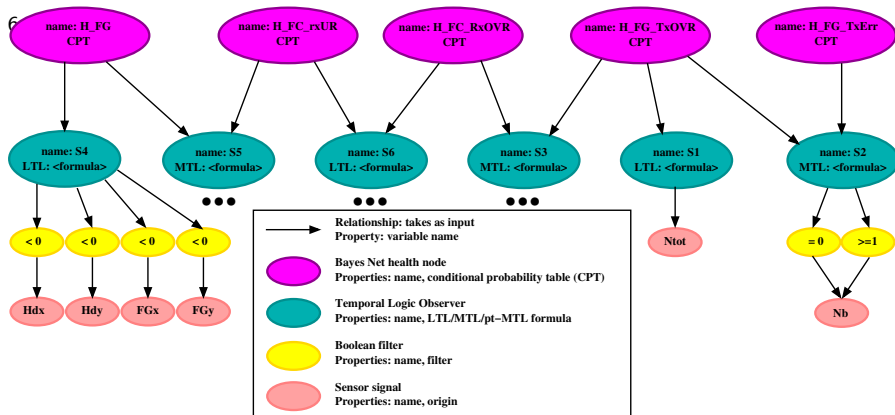 6
name: H_FG
CPT
name: H_FC_rxUR
CPT
name: H_FC_RxOVR
CPT
name: H_FG_TxOVR
CPT
name: H_FG_TxErr
CPT
name: S4
LTL: <formula>
name: S5
MTL: <formula>
name: S6
LTL: <formula>
name: S3
MTL: <formula>
name: S1
LTL: <formula>
name: S2
MTL: <formula>
< 0
< 0
< 0
< 0
Ntot
= 0
>=1
Hdx
Hdy
FGx
FGy
Nb
Relationship: takes as input
Property: variable name
Bayes Net health node
Properties: name, conditional probability table (CPT)
Temporal Logic Observer
Properties: name, LTL/MTL/pt−MTL formula
Boolean filter
Properties: name, filter
Sensor signal
Properties: name, origin